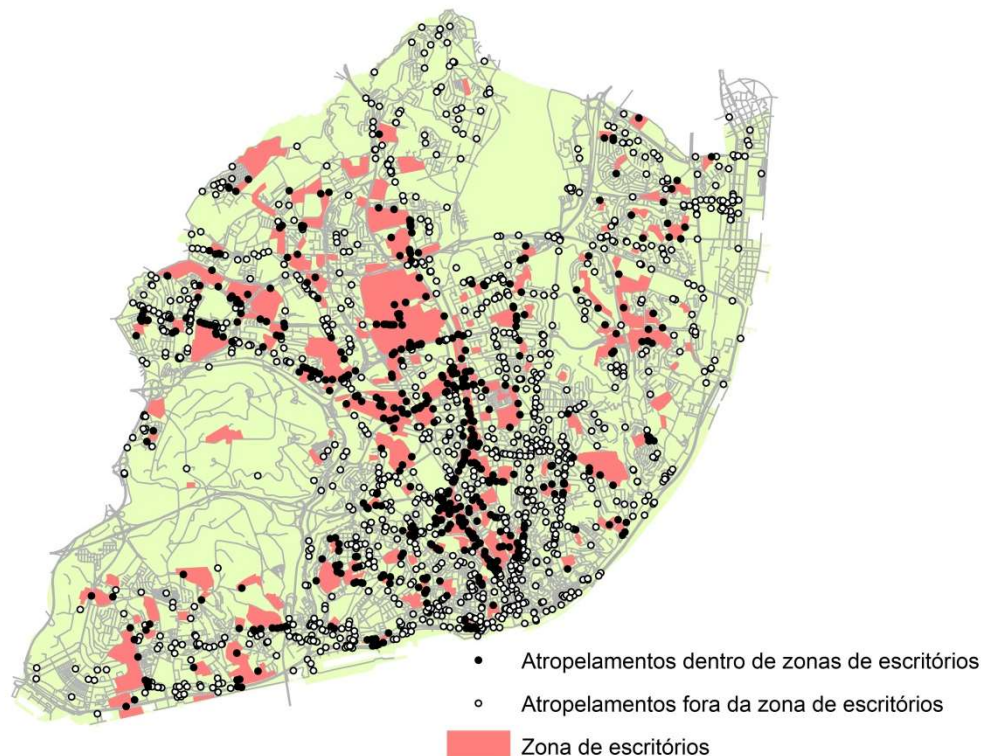 Atropelamentos dentro de zonas de escritórios
Atropelamentos fora da zona de escritórios
Zona de escritórios